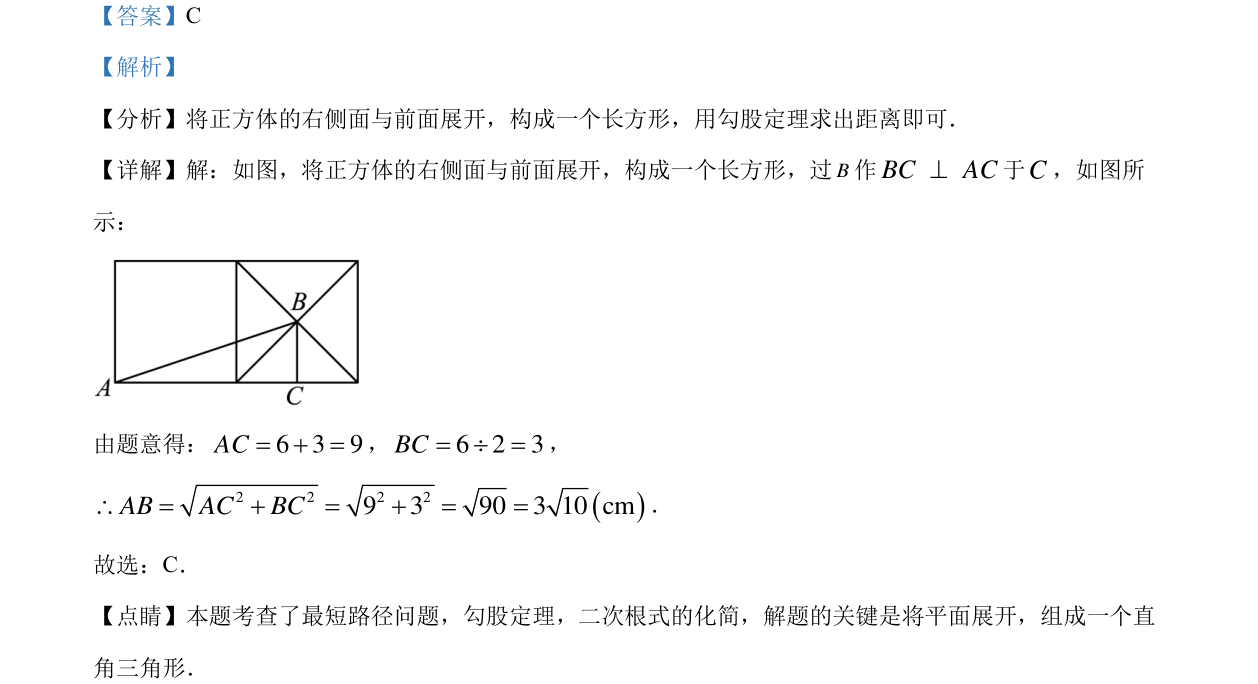 【答案】C
【解析】
【分析】将正方体的右侧面与前面展开，构成一个长方形，用勾股定理求出距离即可．
【详解】解：如图，将正方体的右侧面与前面展开，构成一个长方形，过 B 作 BC ⊥ AC 于 C ，如图所
示：
B
A
C
由题意得： AC = 6 + 3 = 9 ， BC = 6 ÷ 2 = 3 ，
∴ AB = √(AC² + BC²) = √(9² + 3²) = √90 = 3√10 (cm) ．
故选：C．
【点睛】本题考查了最短路径问题，勾股定理，二次根式的化简，解题的关键是将平面展开，组成一个直
角三角形．